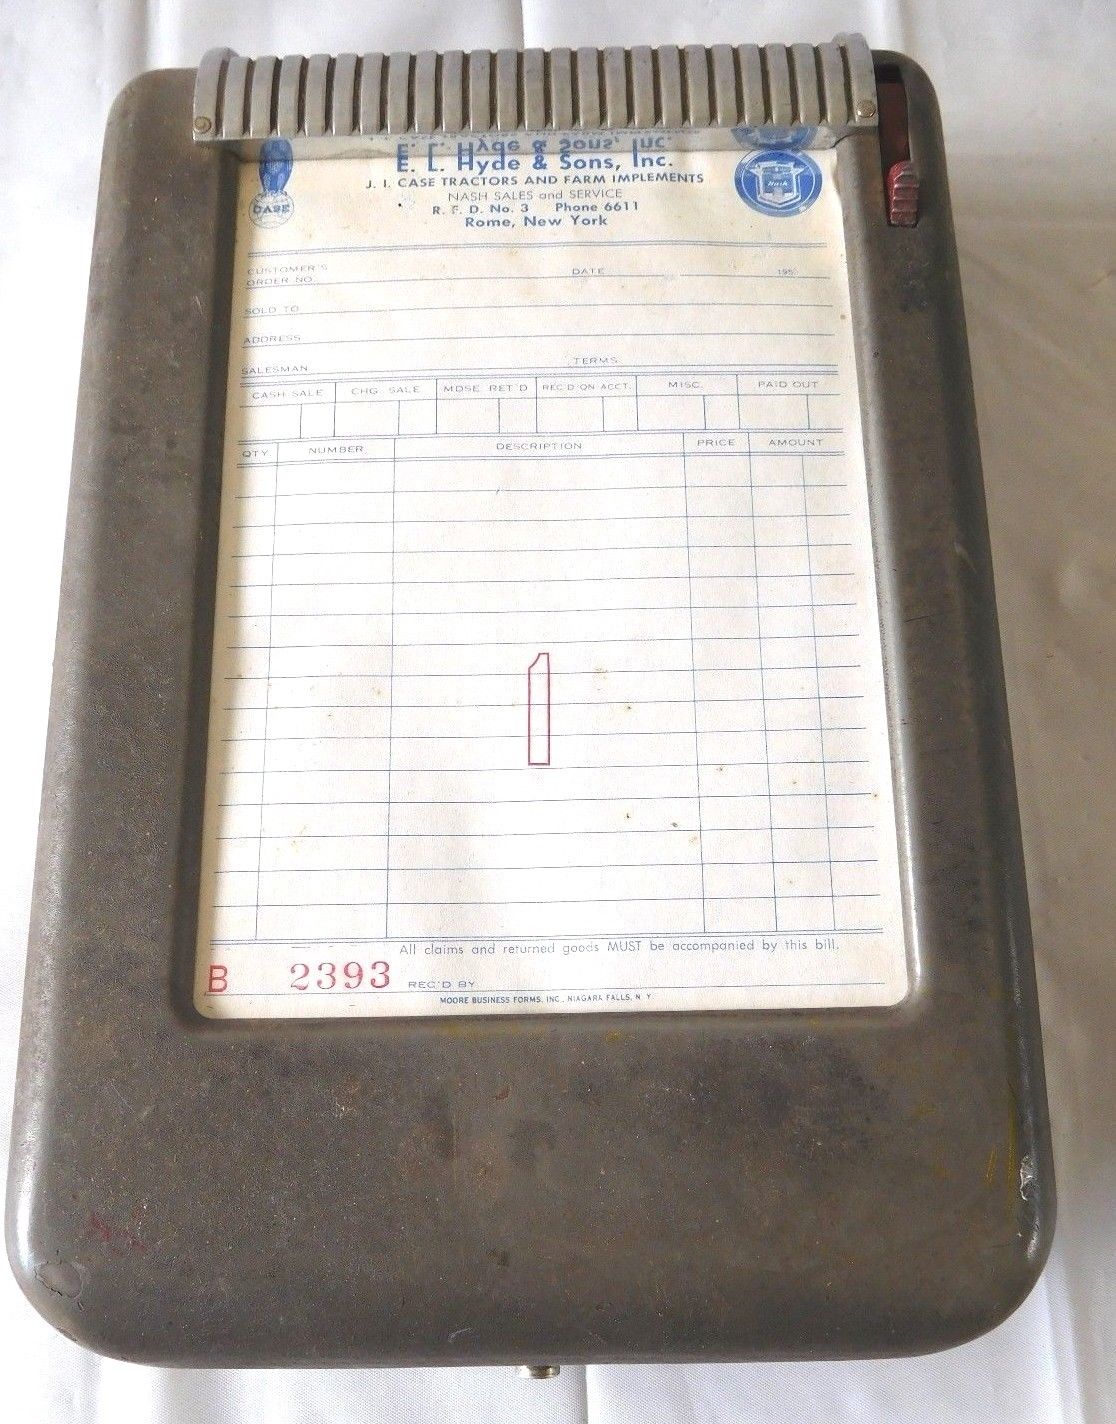 E. L. Hyde & Sons, Inc.
J. I. CASE TRACTORS AND FARM IMPLEMENTS
NASH SALES and SERVICE
R. F. D. No. 3 Phone 6611
Rome, New York
CASE
Nash
CUSTOMER'S
ORDER NO. DATE 195
SOLD TO
ADDRESS
SALESMAN TERMS
CASH SALE CHG. SALE MDSE. RET'D REC'D ON ACCT. MISC. PAID OUT
QTY NUMBER DESCRIPTION PRICE AMOUNT
1
All claims and returned goods MUST be accompanied by this bill.
B 2393 REC'D BY
MOORE BUSINESS FORMS, INC., NIAGARA FALLS, N. Y.